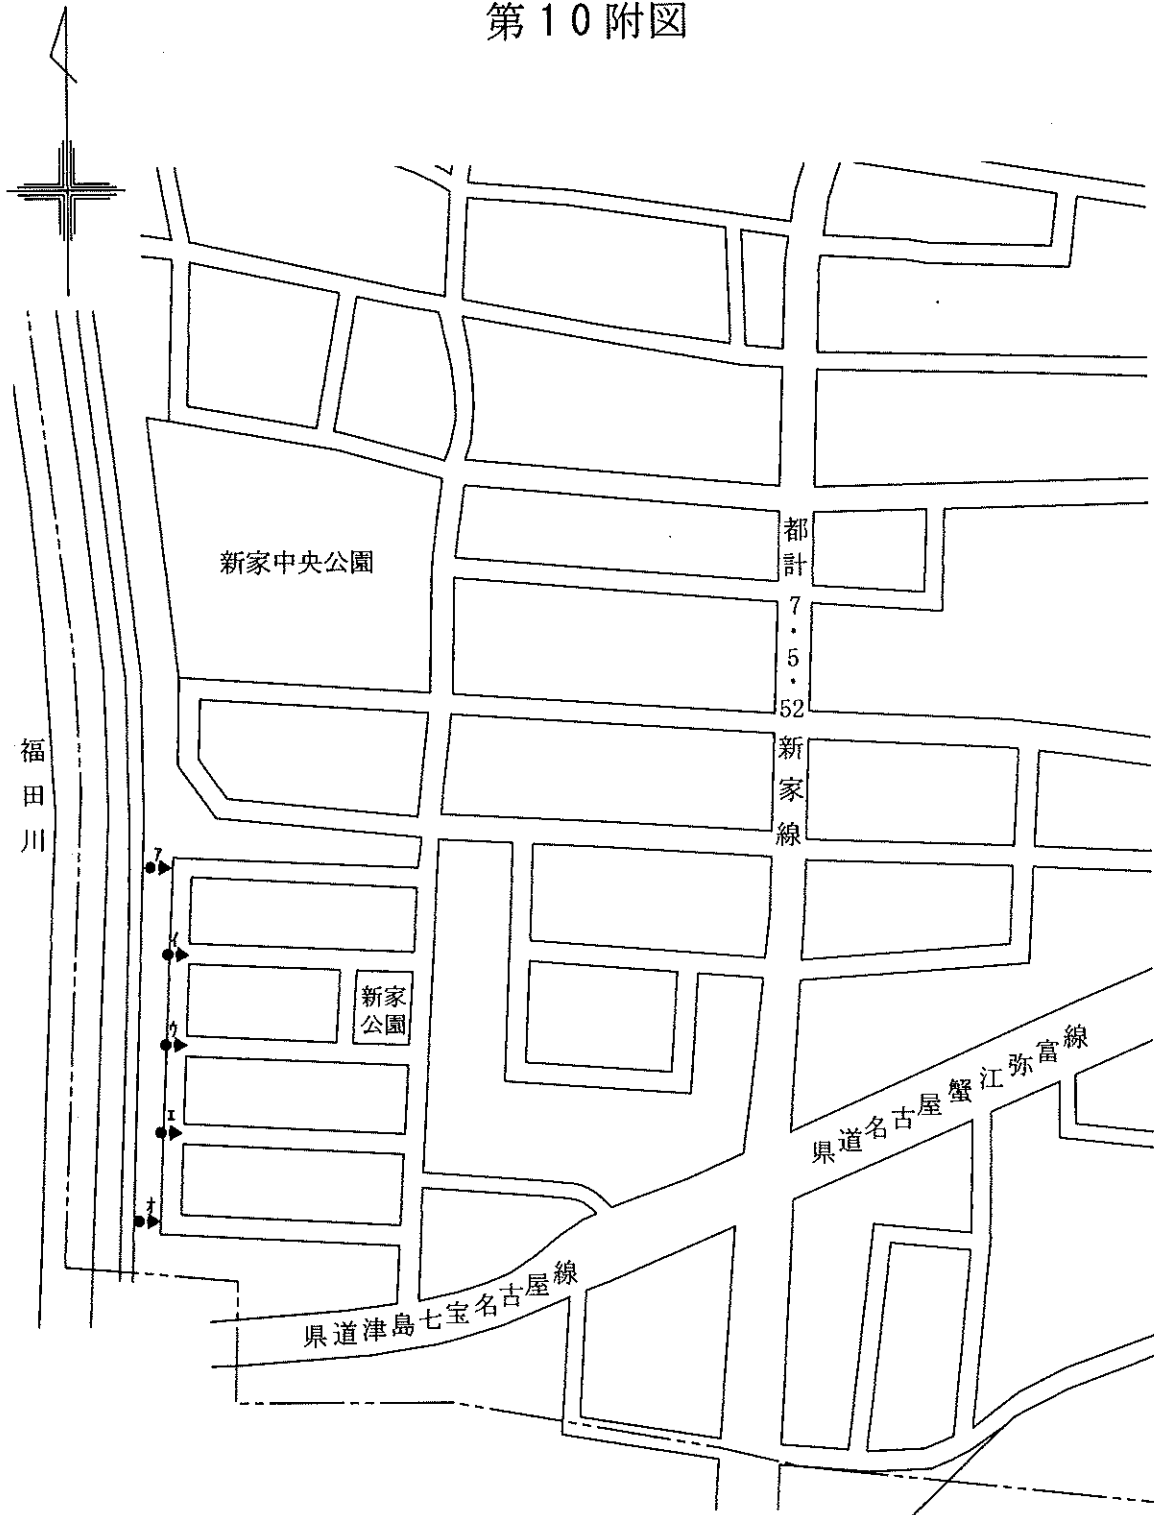 第10附図
新家中央公園
都計7・5・52新家線
福田川
ア
イ
新家
公園
ウ
エ
オ
県道名古屋蟹江弥富線
県道津島七宝名古屋線